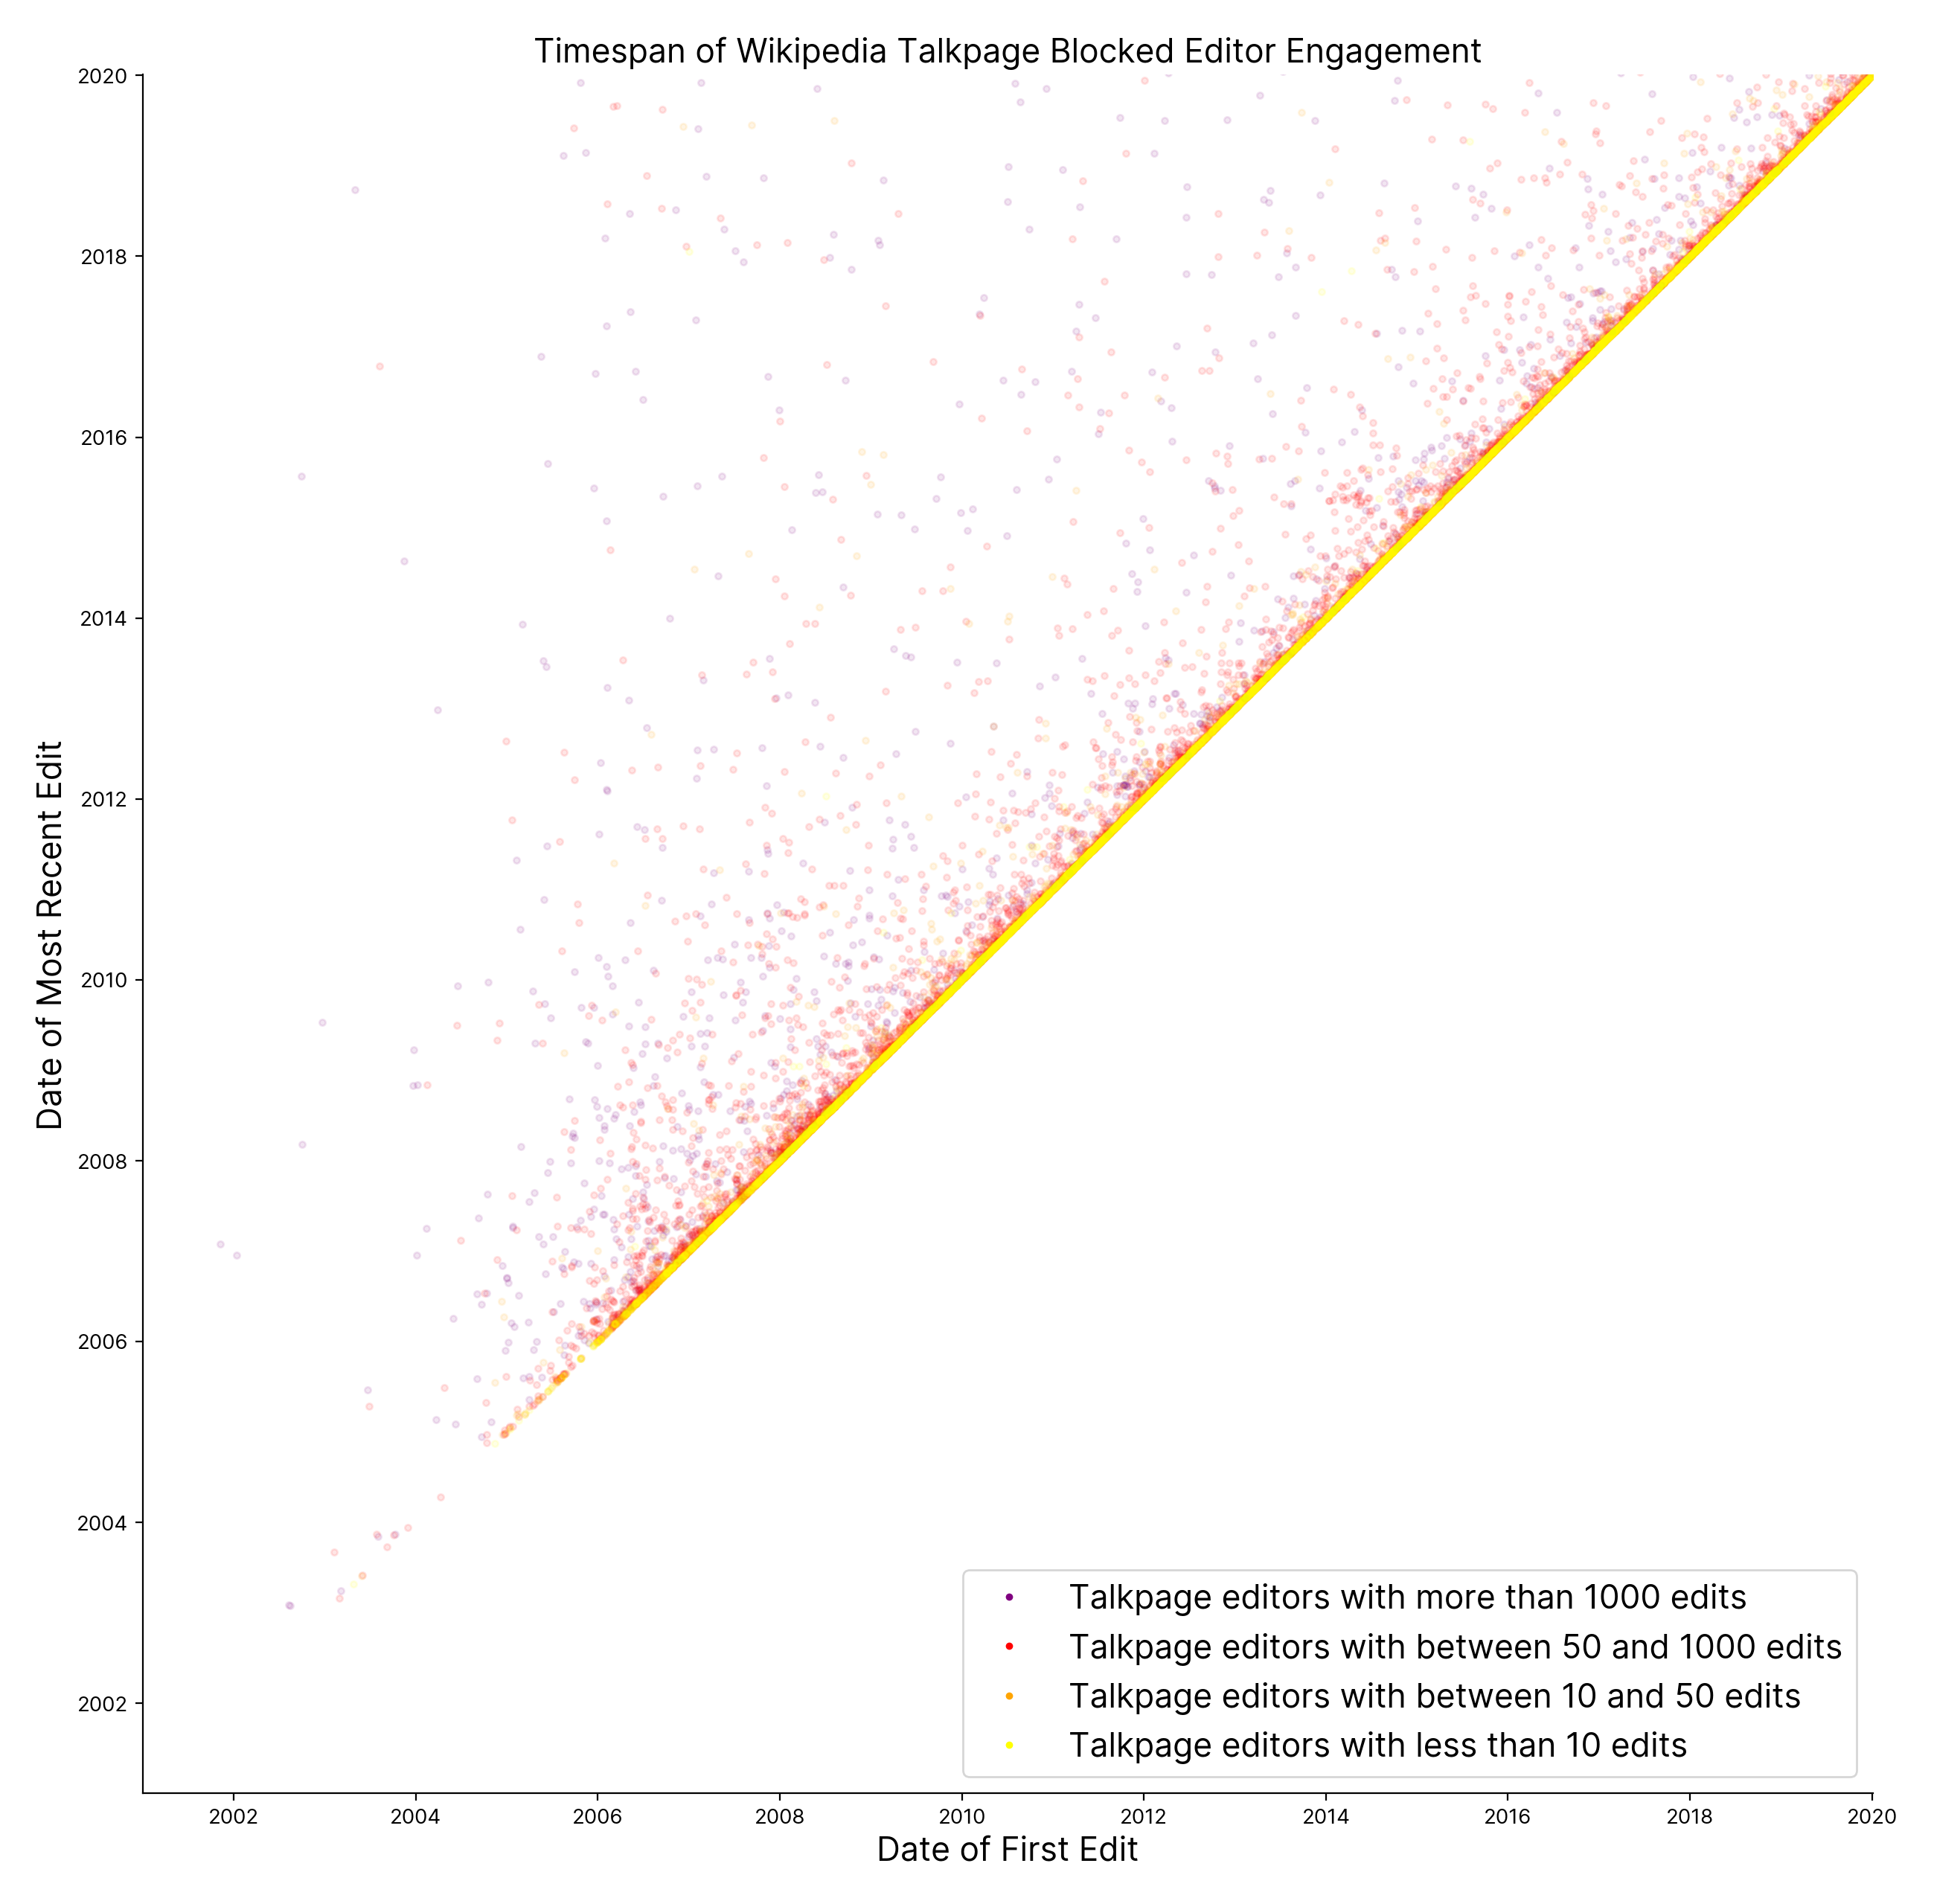 Timespan of Wikipedia Talkpage Blocked Editor Engagement
2020
2018
2016
2014
2012
2010
2008
2006
2004
2002
Date of Most Recent Edit
Talkpage editors with more than 1000 edits
Talkpage editors with between 50 and 1000 edits
Talkpage editors with between 10 and 50 edits
Talkpage editors with less than 10 edits
2002 2004 2006 2008 2010 2012 2014 2016 2018 2020
Date of First Edit